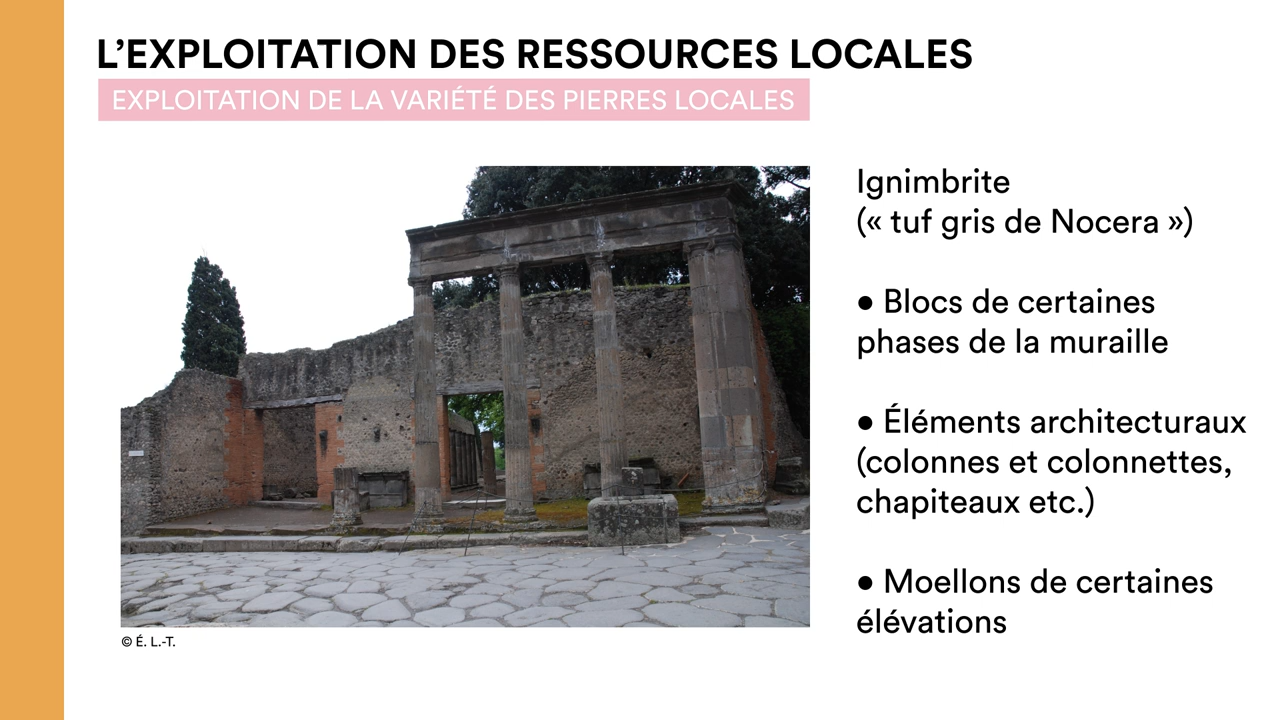 L’EXPLOITATION DES RESSOURCES LOCALES
EXPLOITATION DE LA VARIÉTÉ DES PIERRES LOCALES
Ignimbrite
(« tuf gris de Nocera »)
• Blocs de certaines
phases de la muraille
• Éléments architecturaux
(colonnes et colonnettes,
chapiteaux etc.)
• Moellons de certaines
élévations
© É. L.-T.